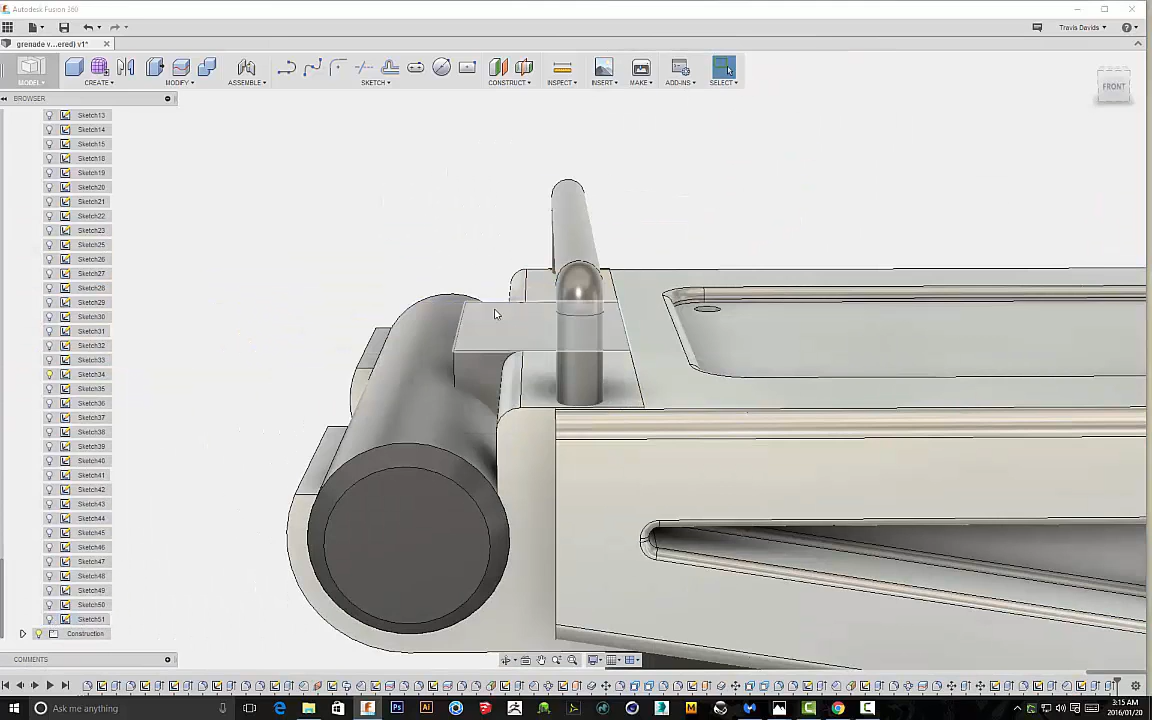 Autodesk Fusion 360
Travis Davids
grenade v...ered) v1*
MODEL
CREATE
MODIFY
ASSEMBLE
SKETCH
CONSTRUCT
INSPECT
INSERT
MAKE
ADD-INS
SELECT
FRONT
BROWSER
Sketch13
Sketch14
Sketch15
Sketch18
Sketch19
Sketch20
Sketch21
Sketch22
Sketch23
Sketch25
Sketch26
Sketch27
Sketch28
Sketch29
Sketch30
Sketch31
Sketch32
Sketch33
Sketch34
Sketch35
Sketch36
Sketch37
Sketch38
Sketch39
Sketch40
Sketch41
Sketch42
Sketch43
Sketch44
Sketch45
Sketch46
Sketch47
Sketch48
Sketch49
Sketch50
Sketch51
Construction
COMMENTS
Ask me anything
3:15 AM
2016/01/20